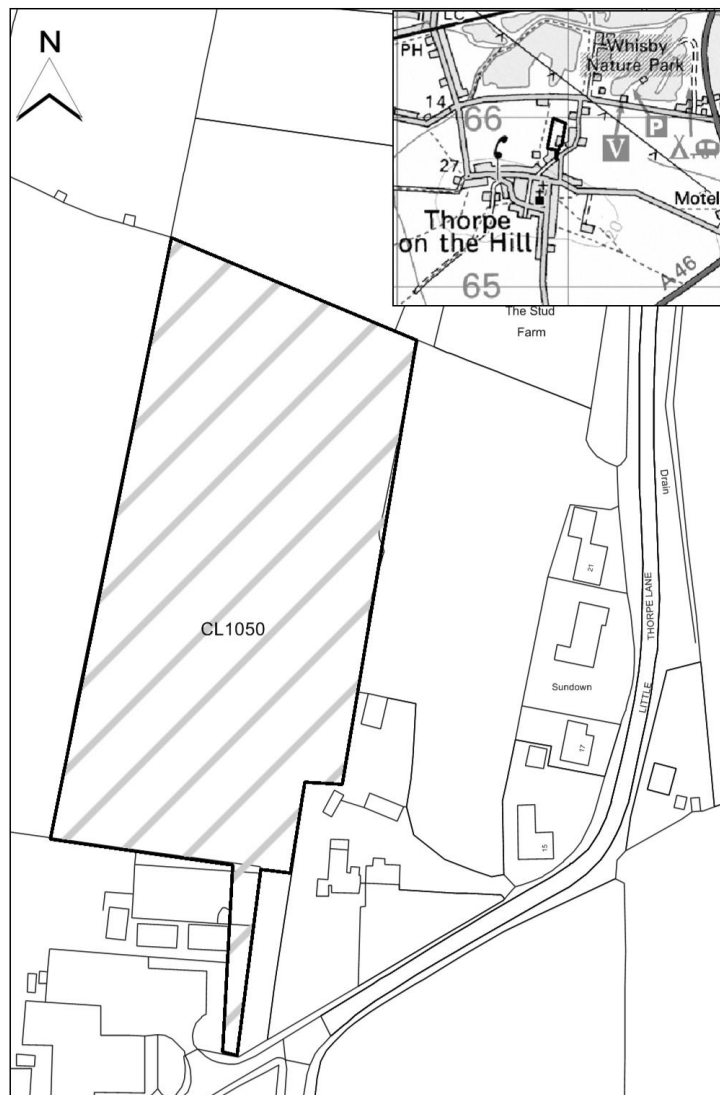 N
LC
PH
Whisby
Nature Park
14
66
P
V
27
Motel
Thorpe
on the Hill
20
A 46
65
The Stud
Farm
Drain
21
LITTLE THORPE LANE
CL1050
Sundown
17
15